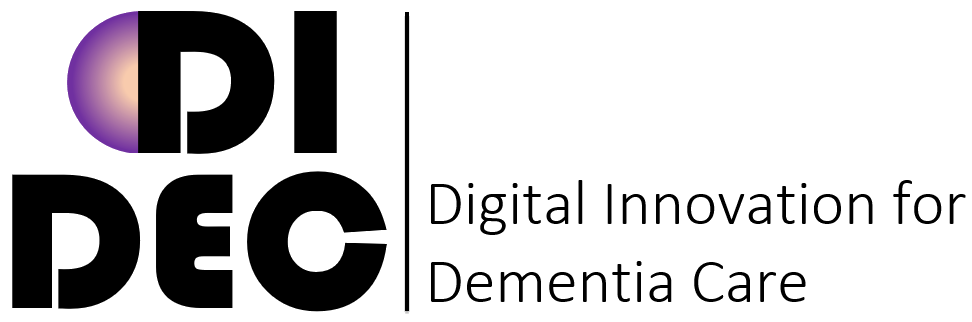 DI
DEC
Digital Innovation for
Dementia Care